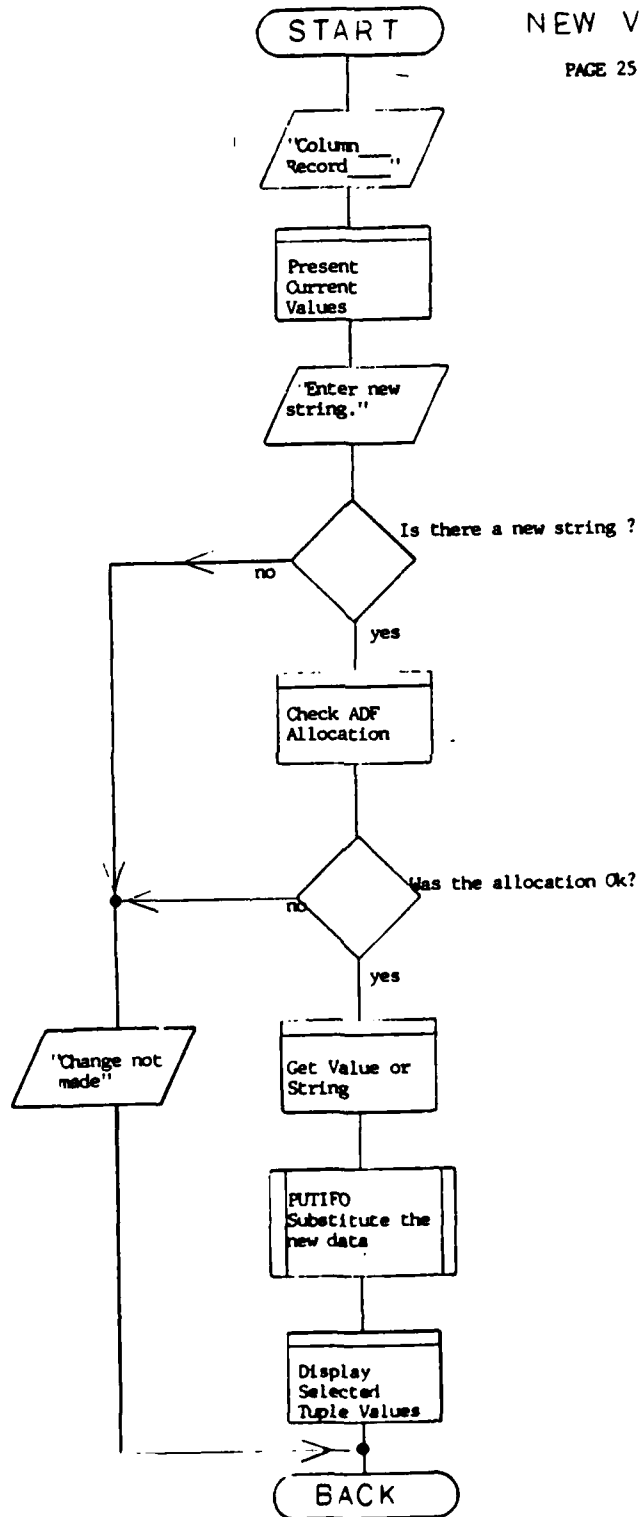 START
NEW V
PAGE 25
"Column___
Record____"
Present
Current
Values
"Enter new
string."
Is there a new string ?
no
yes
Check ADF
Allocation
Was the allocation Ok?
no
yes
"Change not
made"
Get Value or
String
PUTIFO
Substitute the
new data
Display
Selected
Tuple Values
BACK